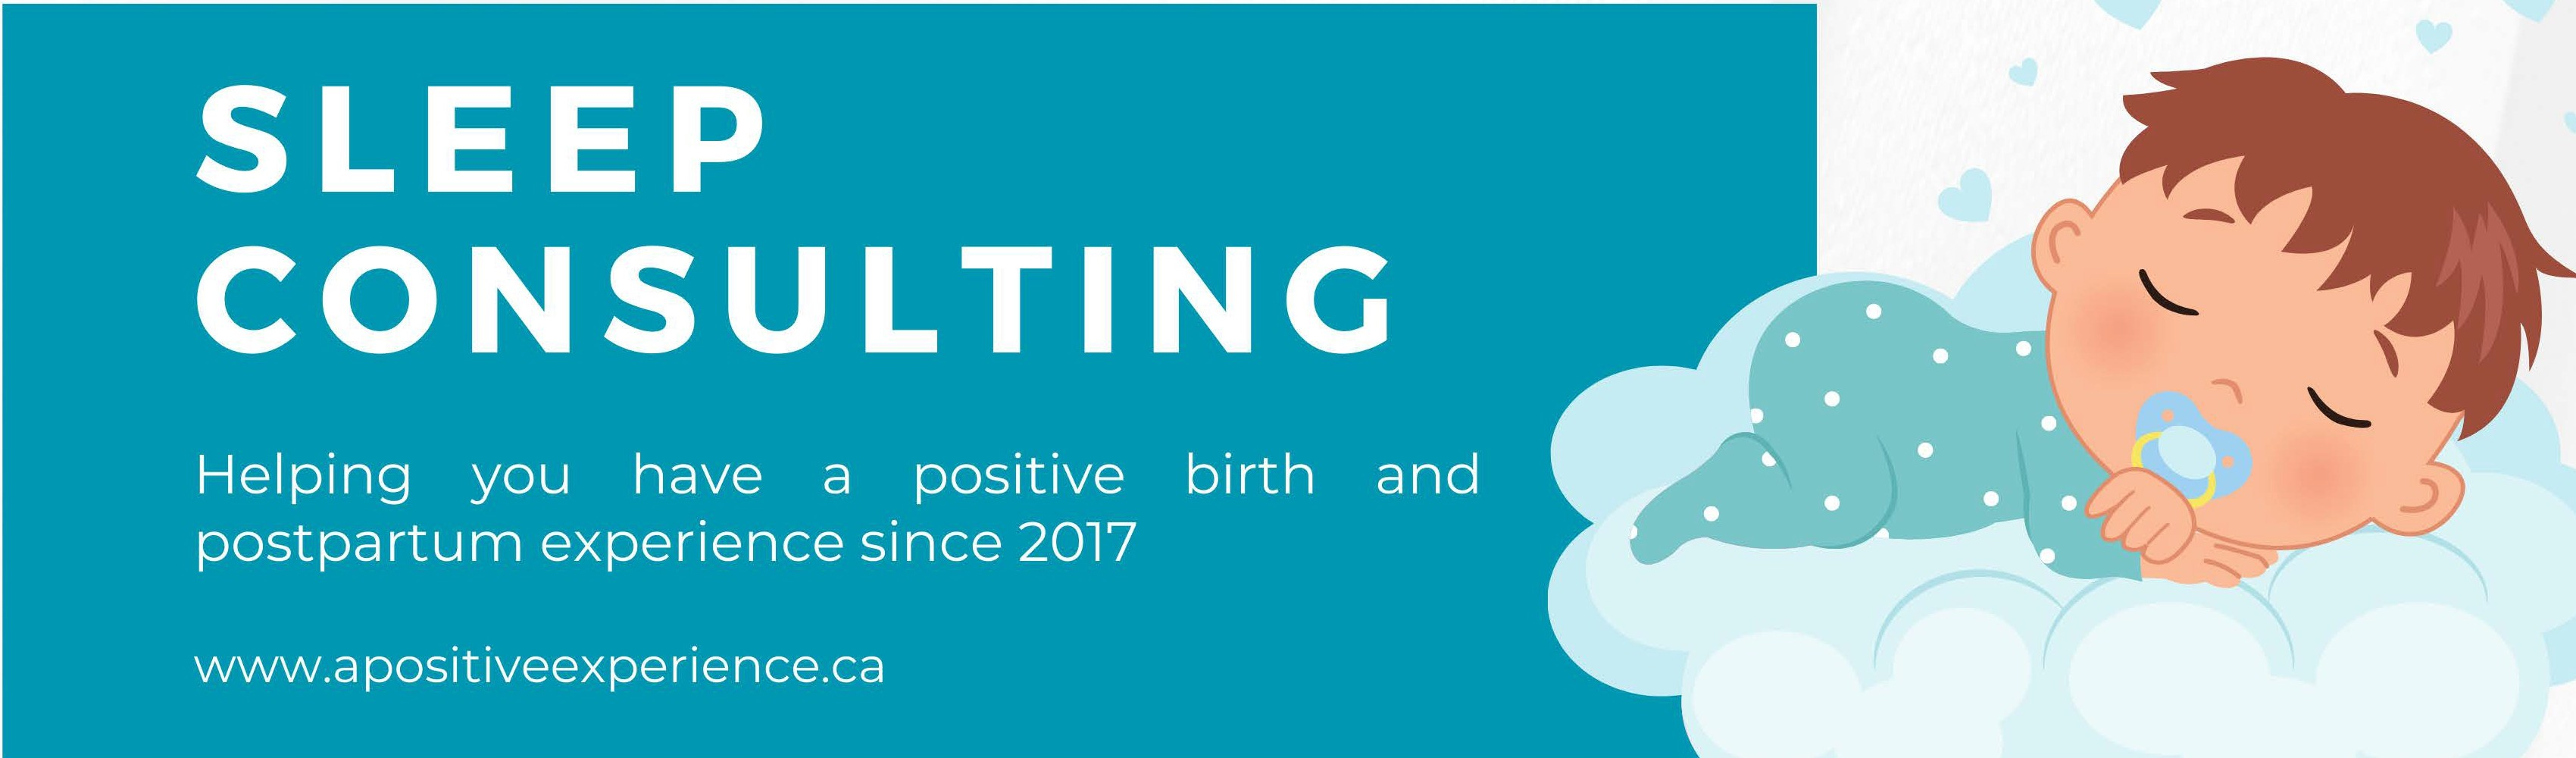 SLEEP
CONSULTING
Helping you have a positive birth and
postpartum experience since 2017
www.apositiveexperience.ca